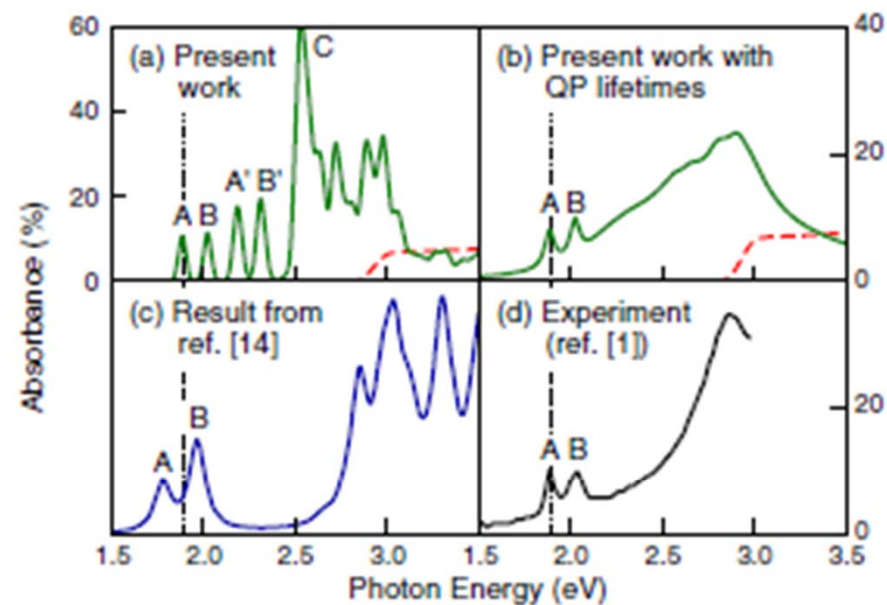 60
40
20
0
Absorbance (%)
(a) Present
work
A B
A' B'
C
(b) Present work with
QP lifetimes
A B
40
20
0
(c) Result from
ref. [14]
A
B
(d) Experiment
(ref. [1])
A B
20
0
1.5 2.0 2.5 3.0 1.5 2.0 2.5 3.0 3.5
Photon Energy (eV)